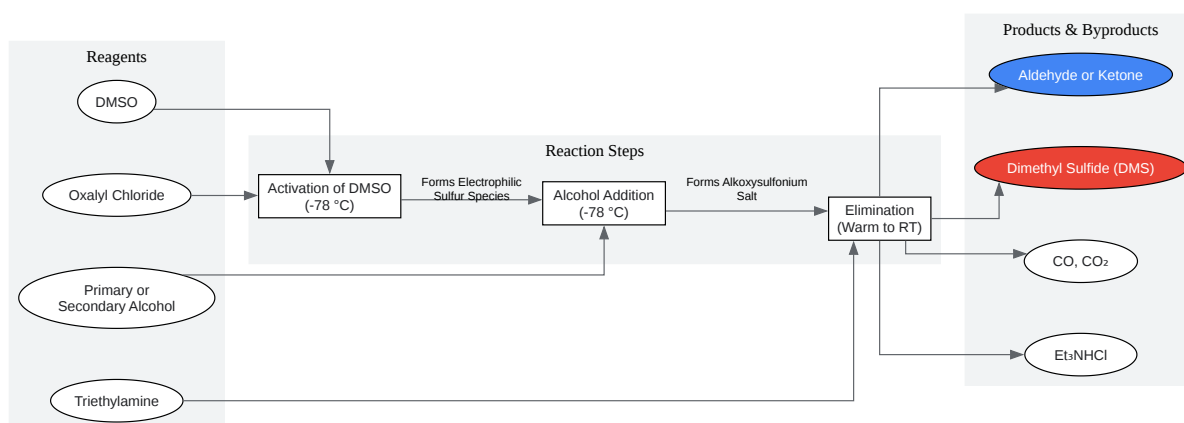 Products & Byproducts
Reagents
Aldehyde or Ketone
DMSO
Reaction Steps
Dimethyl Sulfide (DMS)
Oxalyl Chloride
Activation of DMSO
(-78 °C)
Forms Electrophilic
Sulfur Species
Alcohol Addition
(-78 °C)
Forms Alkoxysulfonium
Salt
Elimination
(Warm to RT)
CO, CO₂
Primary or
Secondary Alcohol
Et₃NHCl
Triethylamine